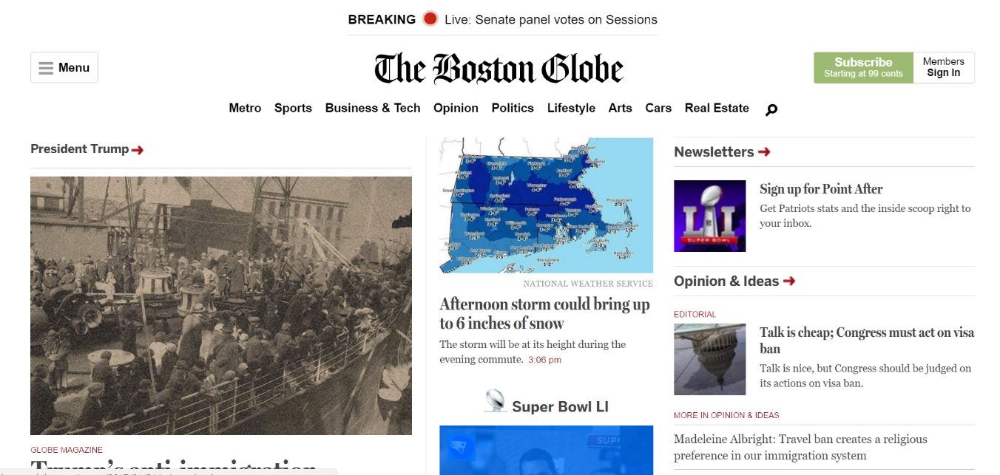 BREAKING Live: Senate panel votes on Sessions
Menu
The Boston Globe
Subscribe
Starting at 99 cents
Members
Sign In
Metro Sports Business & Tech Opinion Politics Lifestyle Arts Cars Real Estate
President Trump
GLOBE MAGAZINE
Trump's anti-immigration
NATIONAL WEATHER SERVICE
Afternoon storm could bring up
to 6 inches of snow
The storm will be at its height during the
evening commute. 3:06 pm
Super Bowl LI
Newsletters
LI
SUPER BOWL
Sign up for Point After
Get Patriots stats and the inside scoop right to
your inbox.
Opinion & Ideas
EDITORIAL
Talk is cheap; Congress must act on visa
ban
Talk is nice, but Congress should be judged on
its actions on visa ban.
MORE IN OPINION & IDEAS
Madeleine Albright: Travel ban creates a religious
preference in our immigration system